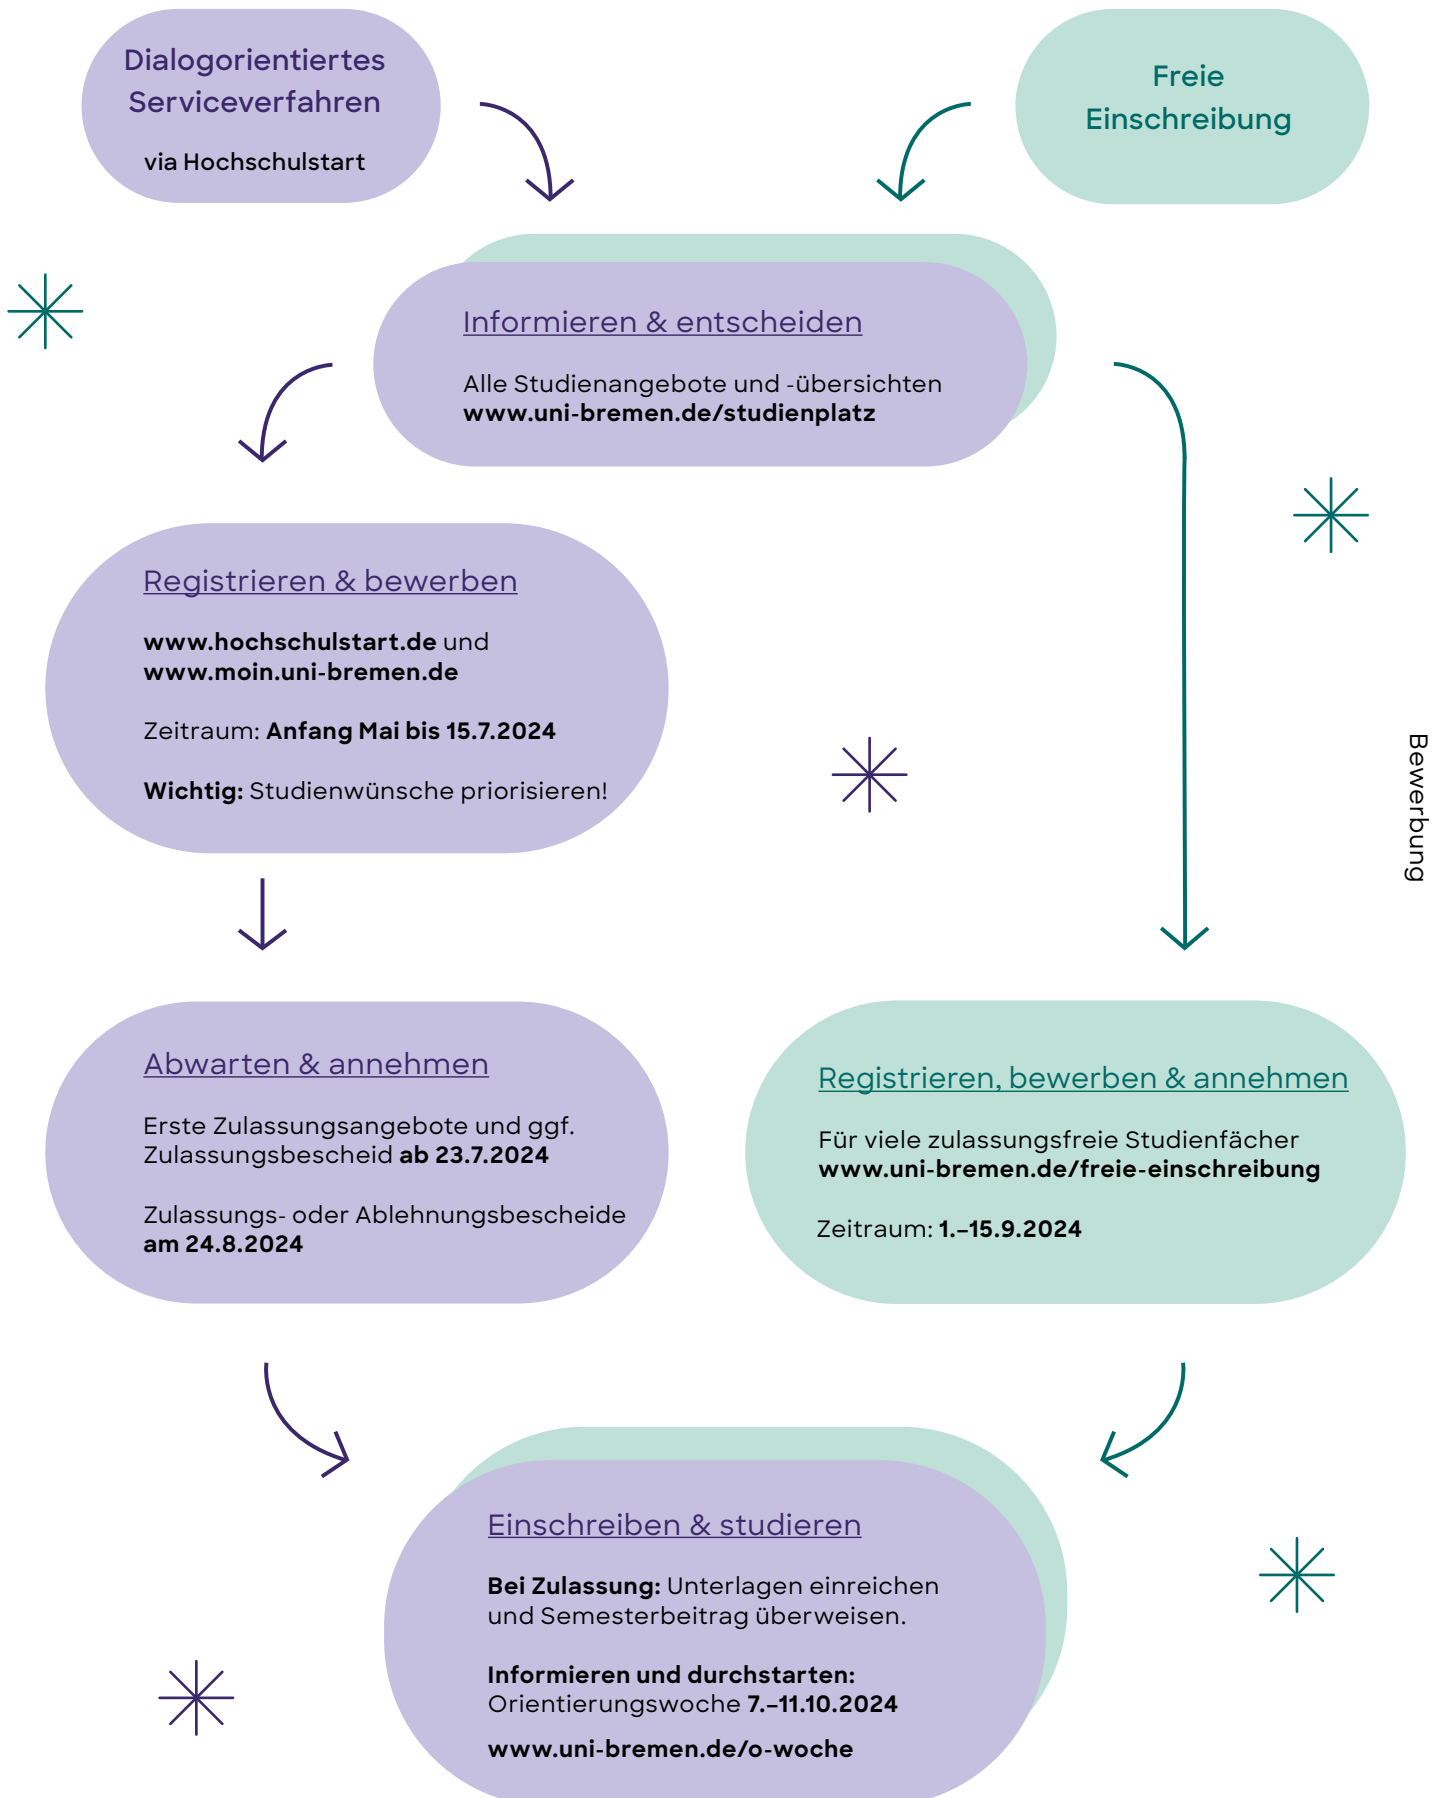 Dialogorientiertes
Serviceverfahren
via Hochschulstart
Freie
Einschreibung
Informieren & entscheiden
Alle Studienangebote und -übersichten
www.uni-bremen.de/studienplatz
Registrieren & bewerben
www.hochschulstart.de und
www.moin.uni-bremen.de
Zeitraum: Anfang Mai bis 15.7.2024
Wichtig: Studienwünsche priorisieren!
Bewerbung
Abwarten & annehmen
Erste Zulassungsangebote und ggf.
Zulassungsbescheid ab 23.7.2024
Zulassungs- oder Ablehnungsbescheide
am 24.8.2024
Registrieren, bewerben & annehmen
Für viele zulassungsfreie Studienfächer
www.uni-bremen.de/freie-einschreibung
Zeitraum: 1.–15.9.2024
Einschreiben & studieren
Bei Zulassung: Unterlagen einreichen
und Semesterbeitrag überweisen.
Informieren und durchstarten:
Orientierungswoche 7.–11.10.2024
www.uni-bremen.de/o-woche